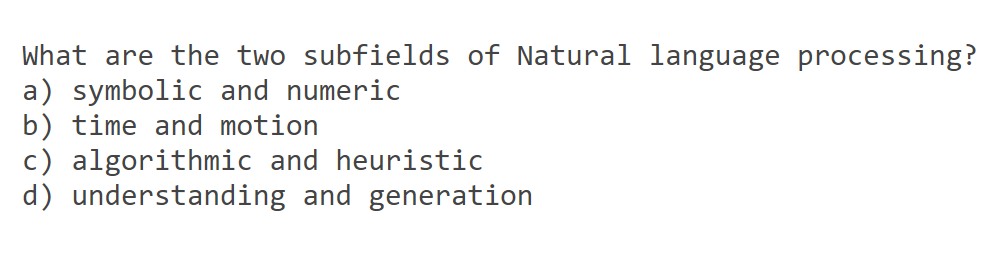 What are the two subfields of Natural language processing?
a) symbolic and numeric
b) time and motion
c) algorithmic and heuristic
d) understanding and generation